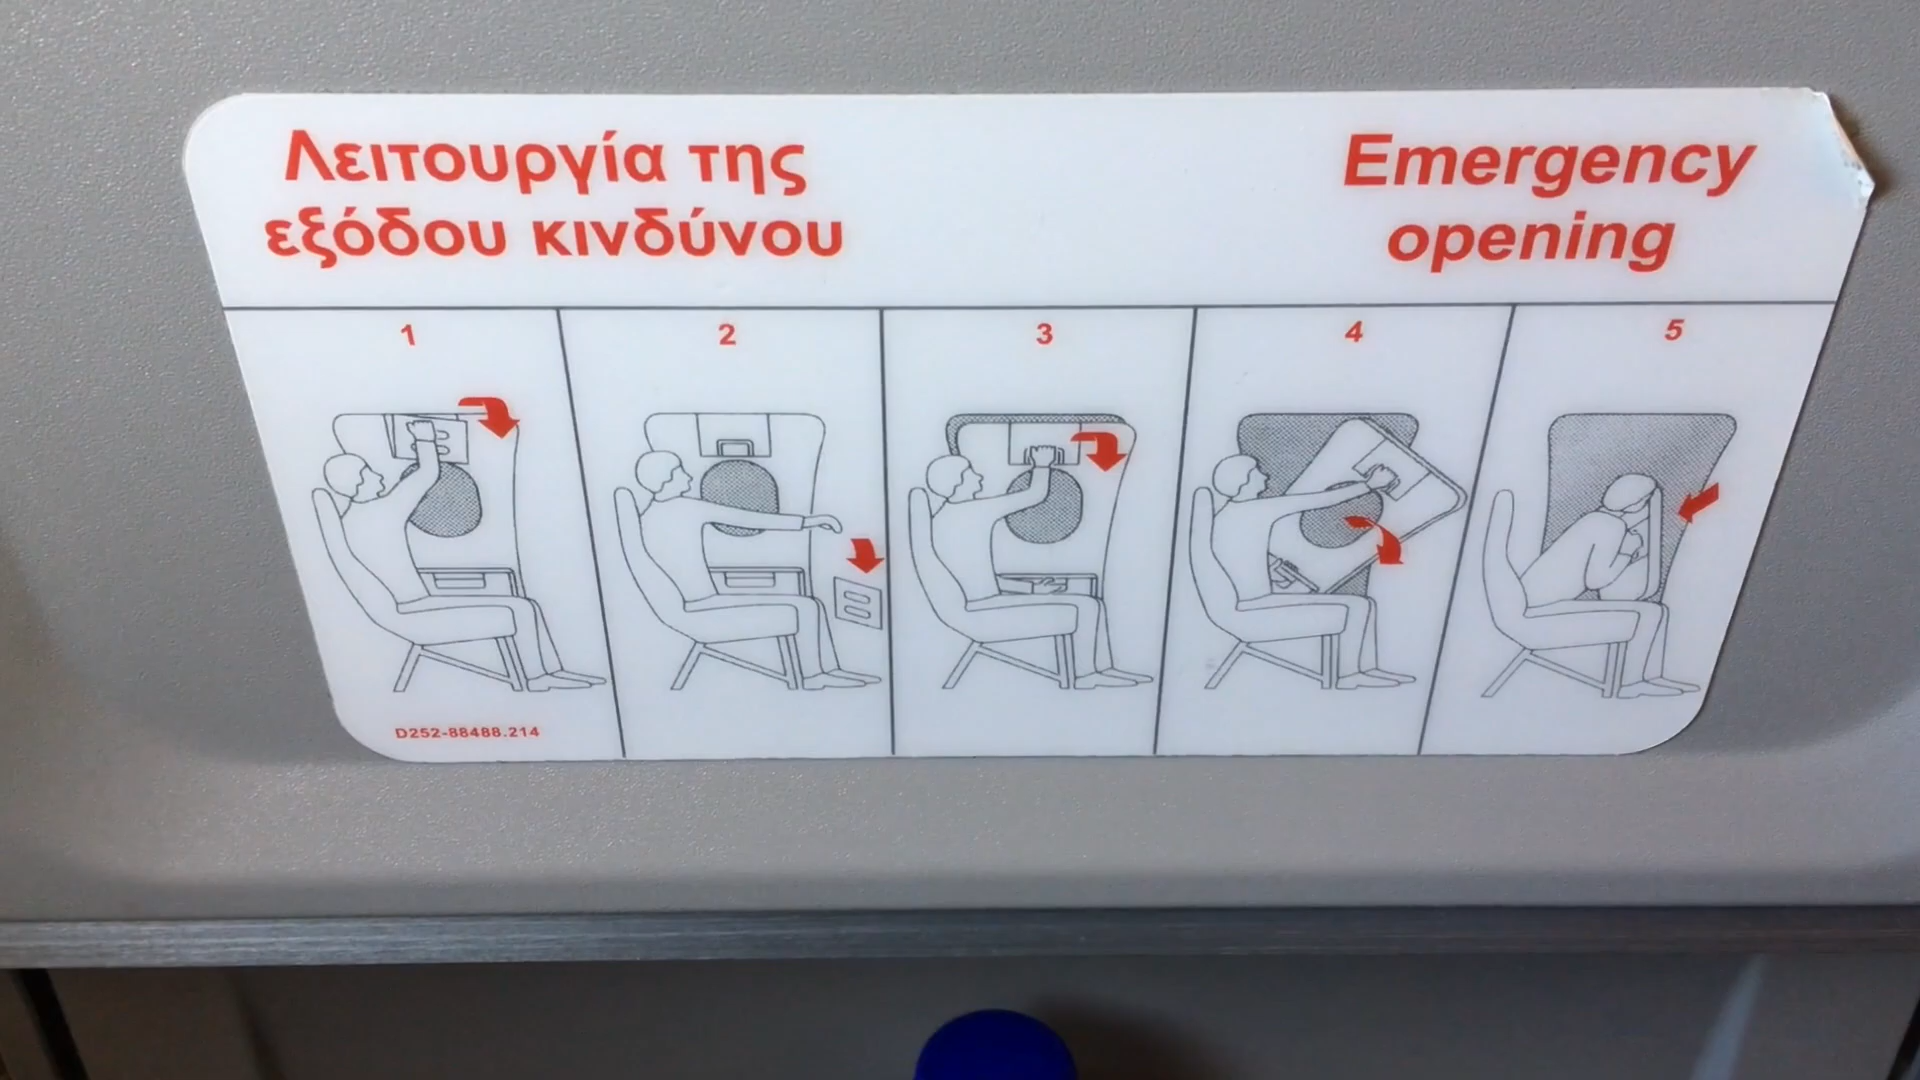 Λειτουργία της
εξόδου κινδύνου
Emergency
opening
1
2
3
4
5
D252-88488.214